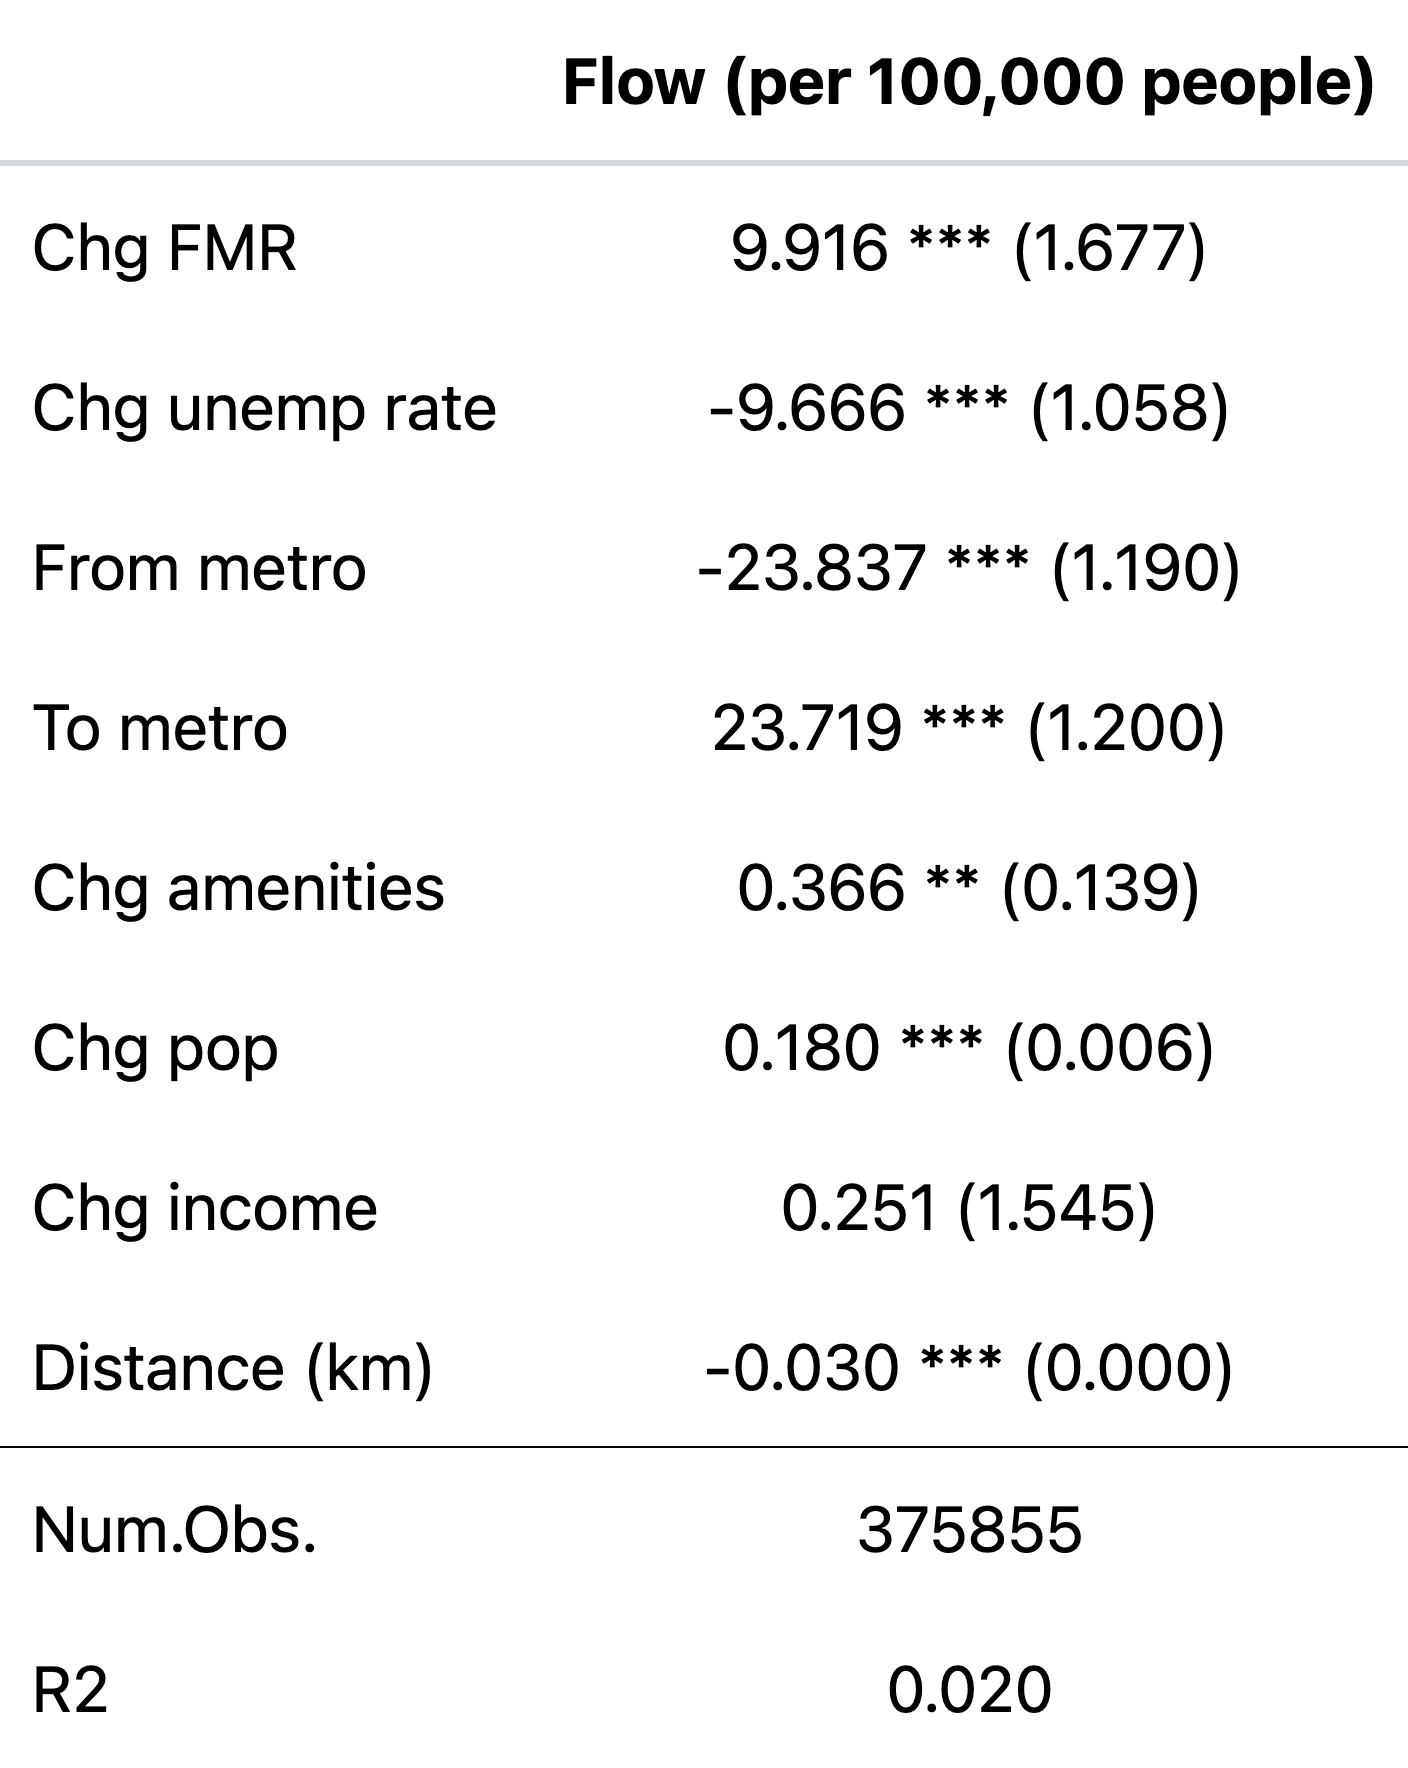 Flow (per 100,000 people)
Chg FMR 9.916 *** (1.677)
Chg unemp rate -9.666 *** (1.058)
From metro -23.837 *** (1.190)
To metro 23.719 *** (1.200)
Chg amenities 0.366 ** (0.139)
Chg pop 0.180 *** (0.006)
Chg income 0.251 (1.545)
Distance (km) -0.030 *** (0.000)
Num.Obs. 375855
R2 0.020